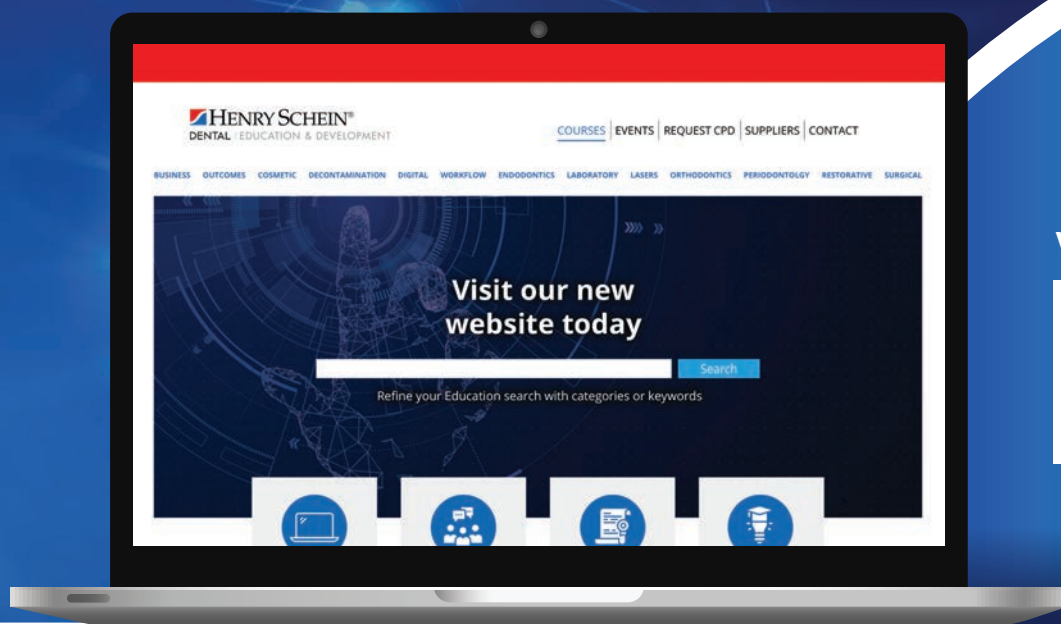 HENRY SCHEIN®
DENTAL | EDUCATION & DEVELOPMENT
COURSES | EVENTS | REQUEST CPD | SUPPLIERS | CONTACT
BUSINESS OUTCOMES COSMETIC DECONTAMINATION DIGITAL WORKFLOW ENDODONTICS LABORATORY LASERS ORTHODONTICS PERIODONTOLGY RESTORATIVE SURGICAL
Visit our new
website today
Search
Refine your Education search with categories or keywords